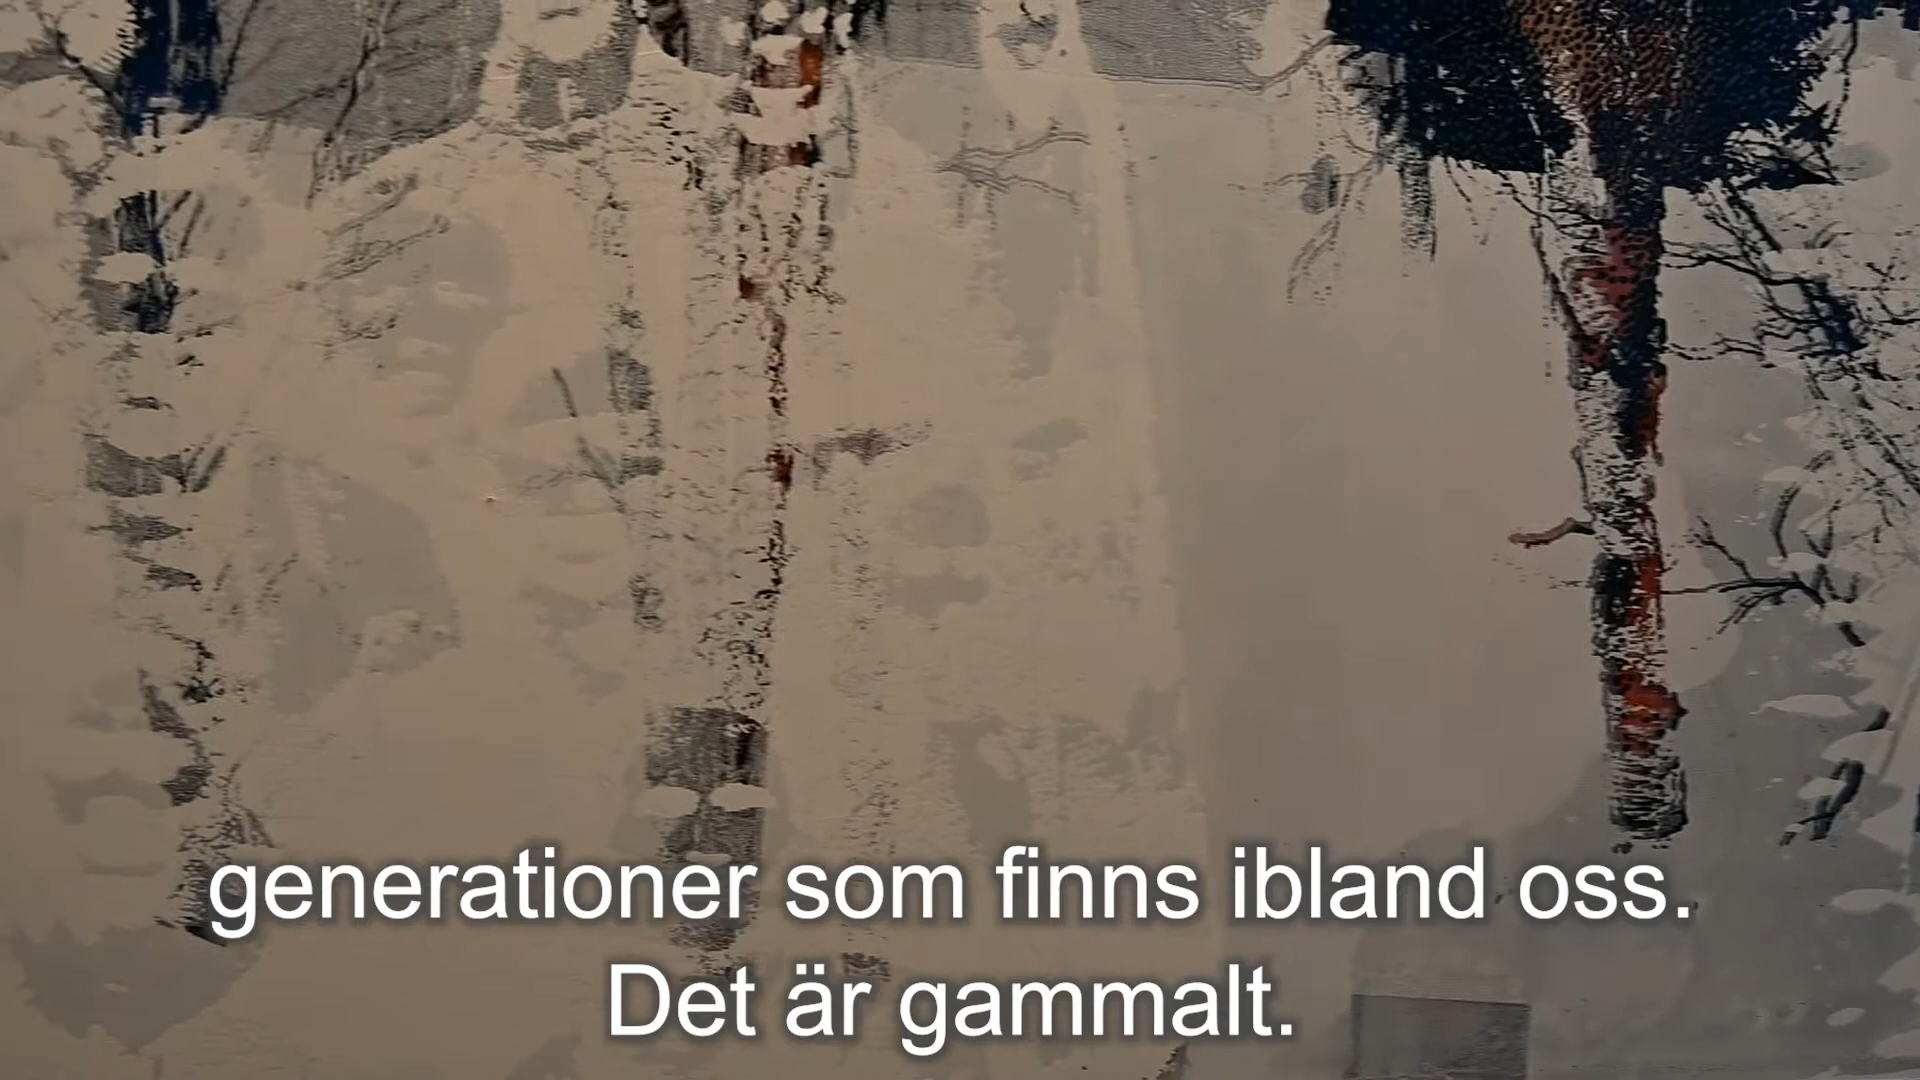 generationer som finns ibland oss.
Det är gammalt.